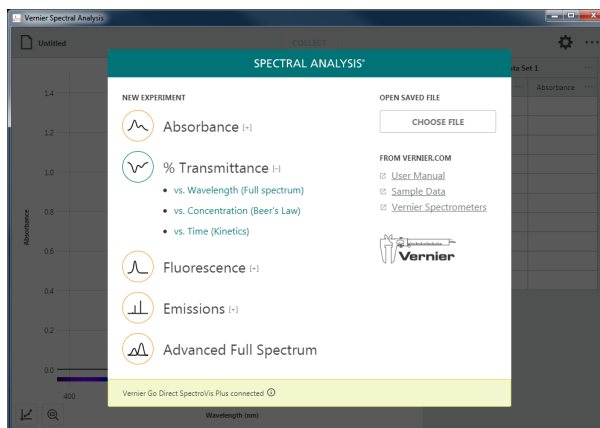 Vernier Spectral Analysis
Untitled
COLLECT
SPECTRAL ANALYSIS®
Data Set 1
Absorbance
NEW EXPERIMENT
Absorbance [+]
% Transmittance [-]
• vs. Wavelength (Full spectrum)
• vs. Concentration (Beer's Law)
• vs. Time (Kinetics)
Fluorescence [+]
Emissions [+]
Advanced Full Spectrum
OPEN SAVED FILE
CHOOSE FILE
FROM VERNIER.COM
User Manual
Sample Data
Vernier Spectrometers
Vernier
Vernier Go Direct SpectroVis Plus connected
1.4
1.2
1.0
0.8
0.6
0.4
0.2
0.0
Absorbance
400
Wavelength (nm)